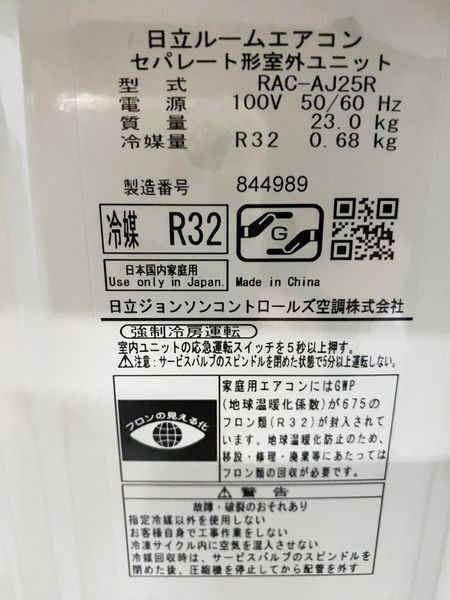 日立ルームエアコン
セパレート形室外ユニット
型式 RAC-AJ25R
電源 100V 50/60 Hz
質量 23.0 kg
冷媒量 R32 0.68 kg
製造番号 844989
冷媒 R32
G
日本国内家庭用
Use only in Japan.
Made in China
日立ジョンソンコントロールズ空調株式会社
強制冷房運転
室内ユニットの応急運転スイッチを5秒以上押す。
⚠注意:サービスバルブのスピンドルを閉めた状態で5分以上運転しない。
フロンの見える化
家庭用エアコンにはGWP
(地球温暖化係数)が675の
フロン類(R32)が封入されて
います。地球温暖化防止のため、
移設・修理・廃棄等にあたっては
フロン類の回収が必要です。
⚠警告
故障・破裂のおそれあり
指定冷媒以外を使用しない
お客様自身で工事作業をしない
冷凍サイクル内に空気を混入させない
冷媒回収時は、サービスバルブのスピンドルを
閉めた後、圧縮機を停止してから配管を外す